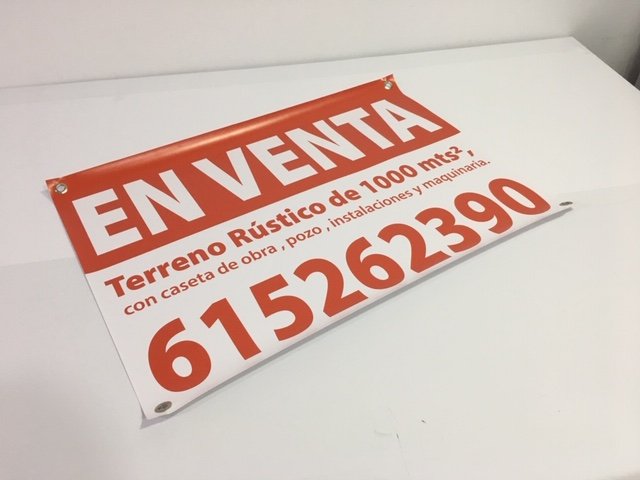 EN VENTA
Terreno Rústico de 1000 mts²,
con caseta de obra , pozo , instalaciones y maquinaria.
615262390